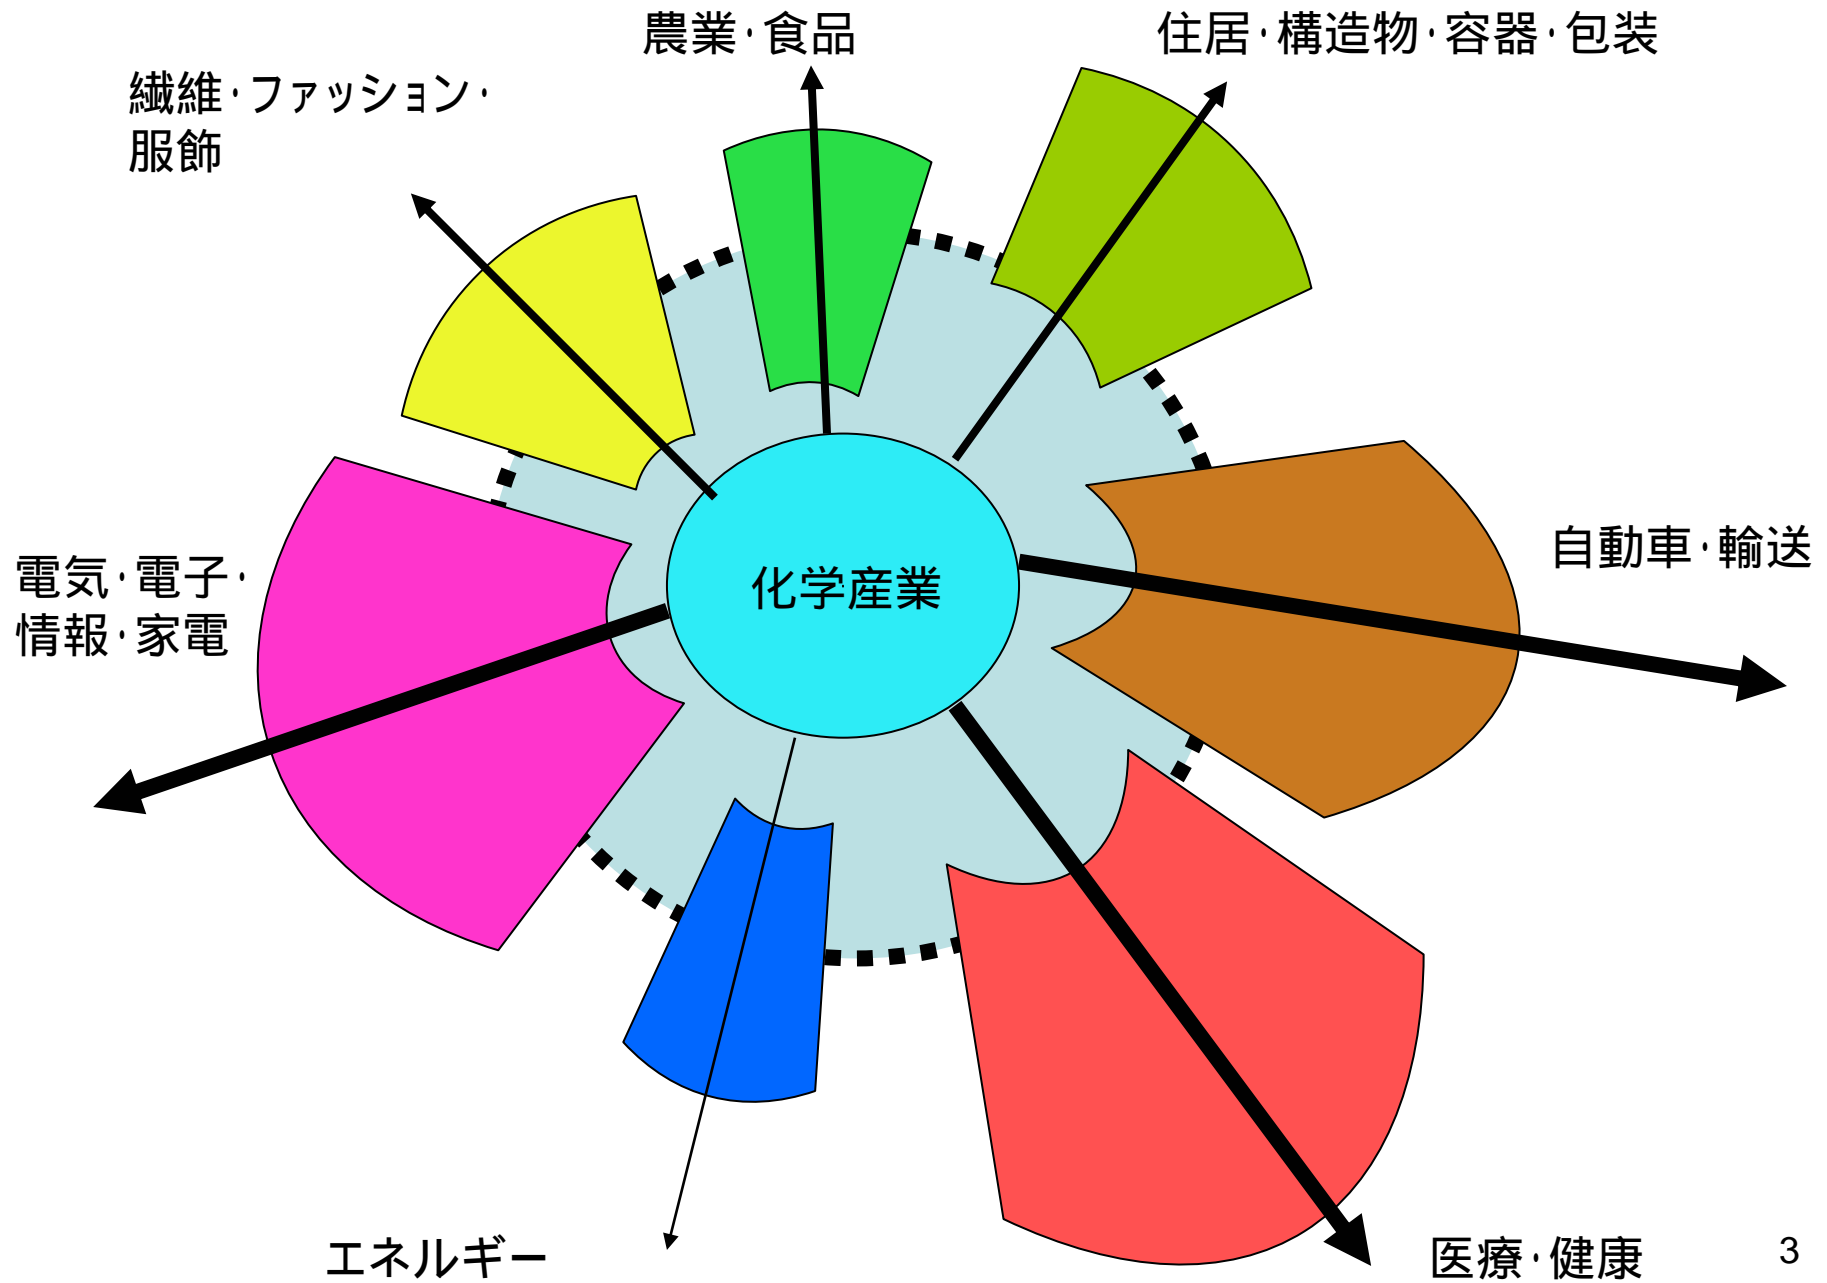 農業・食品
住居・構造物・容器・包装
繊維・ファッション・
服飾
自動車・輸送
電気・電子・
情報・家電
化学産業
エネルギー
医療・健康
3